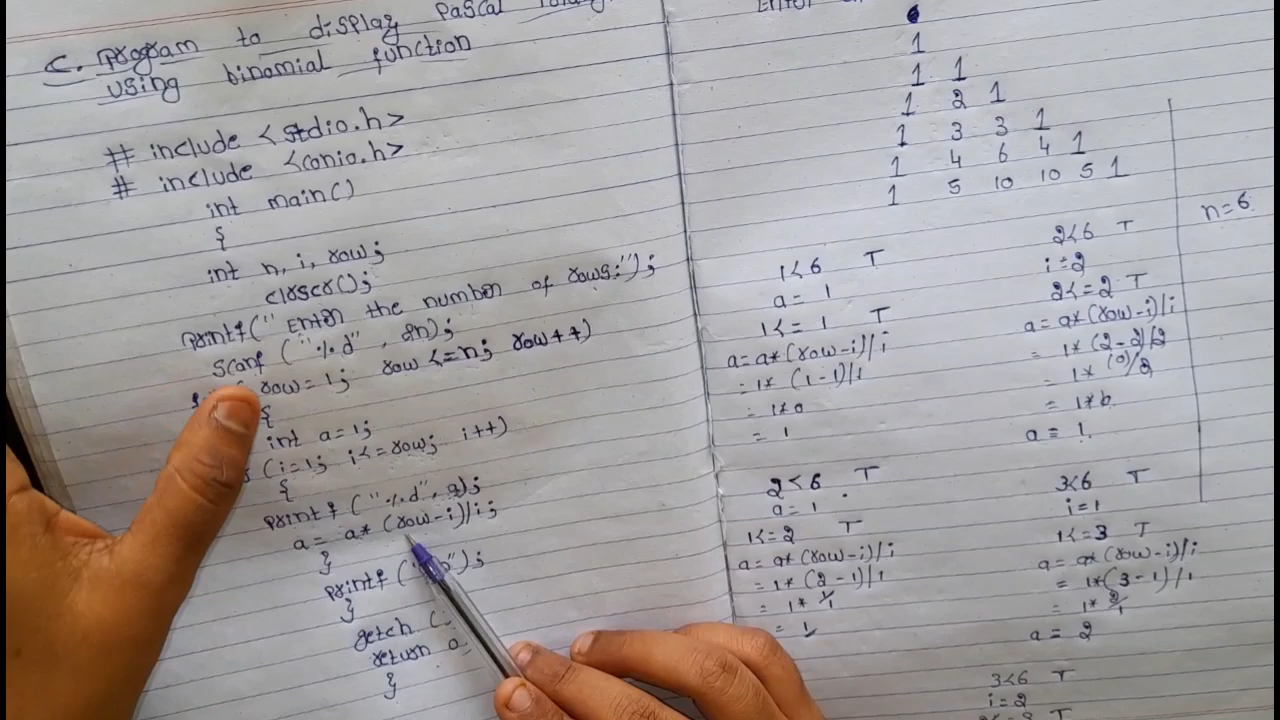 C. program to display pascal
using binomial function
# include <stdio.h>
# include <conio.h>
int main()
{
int n, i, row;
clrscr();
printf(" Enter the number of rows:");
scanf ("%d", &n);
row=1; row<=n; row++)
{
int a=1;
(i=1; i<=row; i++)
{
printf ("%d", a);
a= a* (row-i)/i;
}
printf (
}
getch (
return
}
Enter
6
1
1 1
1 2 1
1 3 3 1
1 4 6 4 1
1 5 10 10 5 1
n=6
1<6 T
a=1
1<=1 T
a=a*(row-i)/i
=1* (1-1)/1
=1*0
=1
2<6 T
i=2
2<=2 T
a=a*(row-i)/i
=1*(2-2)/2
=1*(0)/2
=1*
a=1.
2<6 T
a=1
1<=2 T
a=a*(row-i)/i
=1*(2-1)/1
=1*1/1
=1
3<6 T
i=1
1<=3 T
a=a*(row-i)/i
=1*(3-1)/1
=1*2/1
a=2
3<6 T
i=2
T